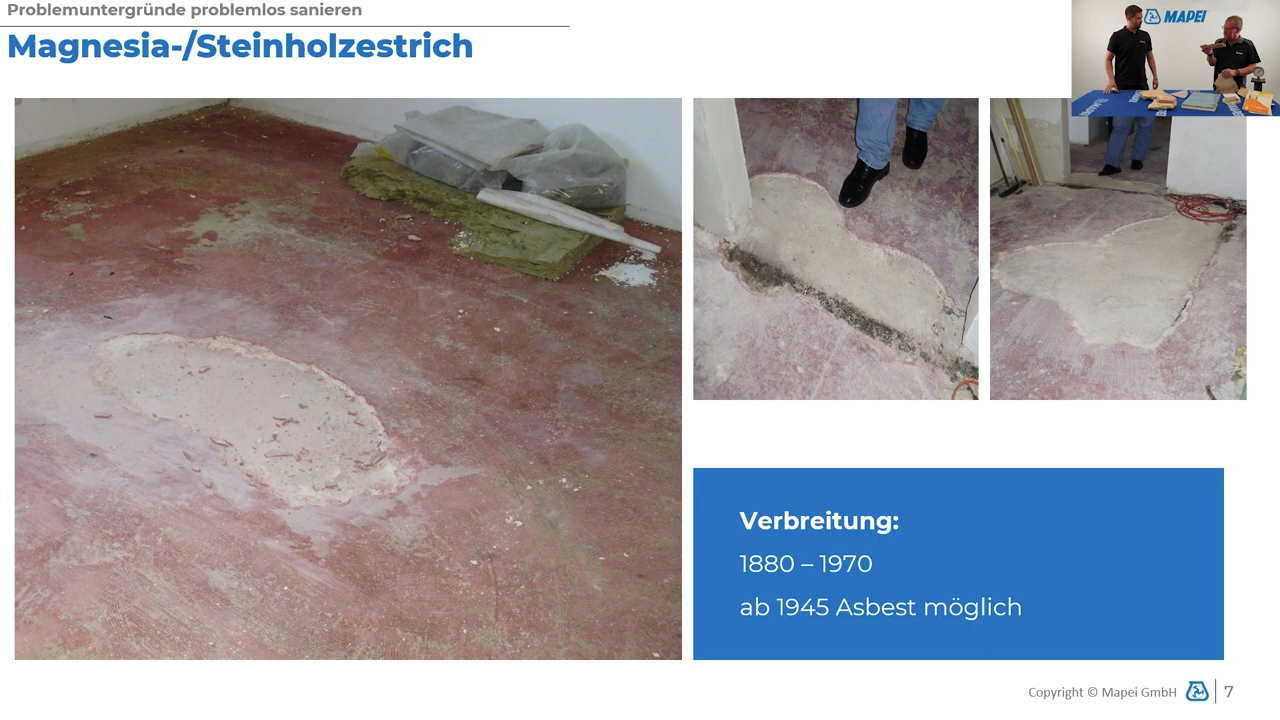 Problemuntergründe problemlos sanieren
Magnesia-/Steinholzestrich
MAPEI
Verbreitung:
1880 – 1970
ab 1945 Asbest möglich
Copyright © Mapei GmbH
7